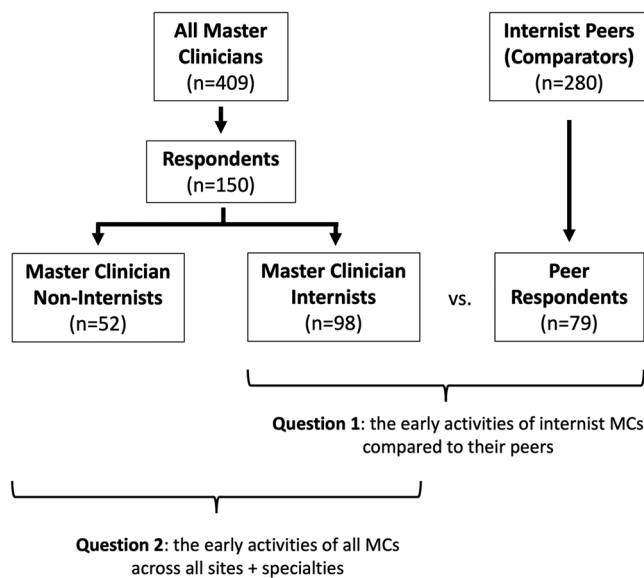 All Master
Clinicians
(n=409)
Internist Peers
(Comparators)
(n=280)
Respondents
(n=150)
Master Clinician
Non-Internists
(n=52)
Master Clinician
Internists
(n=98)
vs.
Peer
Respondents
(n=79)
Question 1: the early activities of internist MCs
compared to their peers
Question 2: the early activities of all MCs
across all sites + specialties